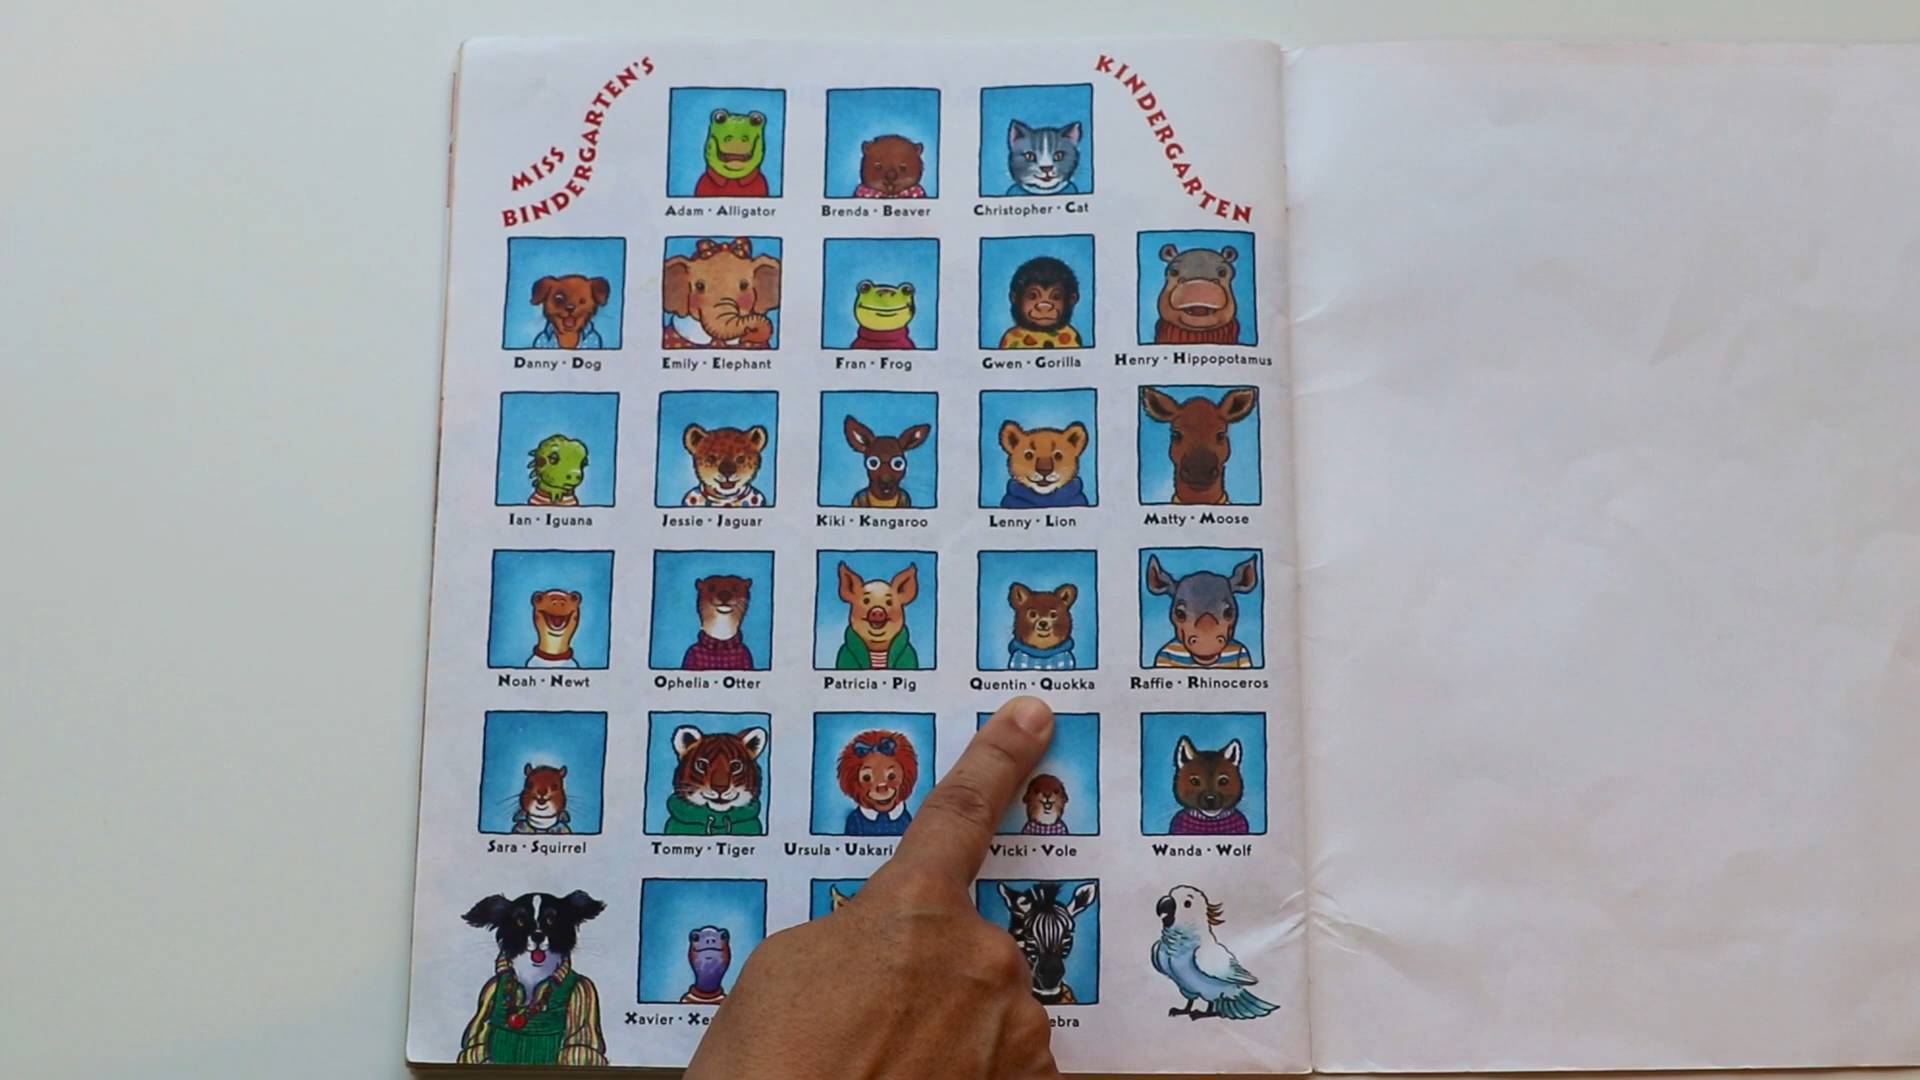 MISS
BINDERGARTEN'S
KINDERGARTEN
Adam · Alligator
Brenda · Beaver
Christopher · Cat
Danny · Dog
Emily · Elephant
Fran · Frog
Gwen · Gorilla
Henry · Hippopotamus
Ian · Iguana
Jessie · Jaguar
Kiki · Kangaroo
Lenny · Lion
Matty · Moose
Noah · Newt
Ophelia · Otter
Patricia · Pig
Quentin · Quokka
Raffie · Rhinoceros
Sara · Squirrel
Tommy · Tiger
Ursula · Uakari
Vicki · Vole
Wanda · Wolf
Xavier ·